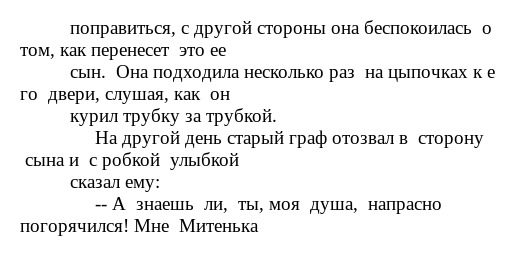 поправиться, с другой стороны она беспокоилась  о
том, как перенесет  это ее
сын.  Она подходила несколько раз  на цыпочках к е
го  двери, слушая, как  он
курил трубку за трубкой.
На другой день старый граф отозвал в  сторону
сына и  с робкой  улыбкой
сказал ему:
-- А  знаешь  ли,  ты, моя  душа,  напрасно
погорячился! Мне  Митенька